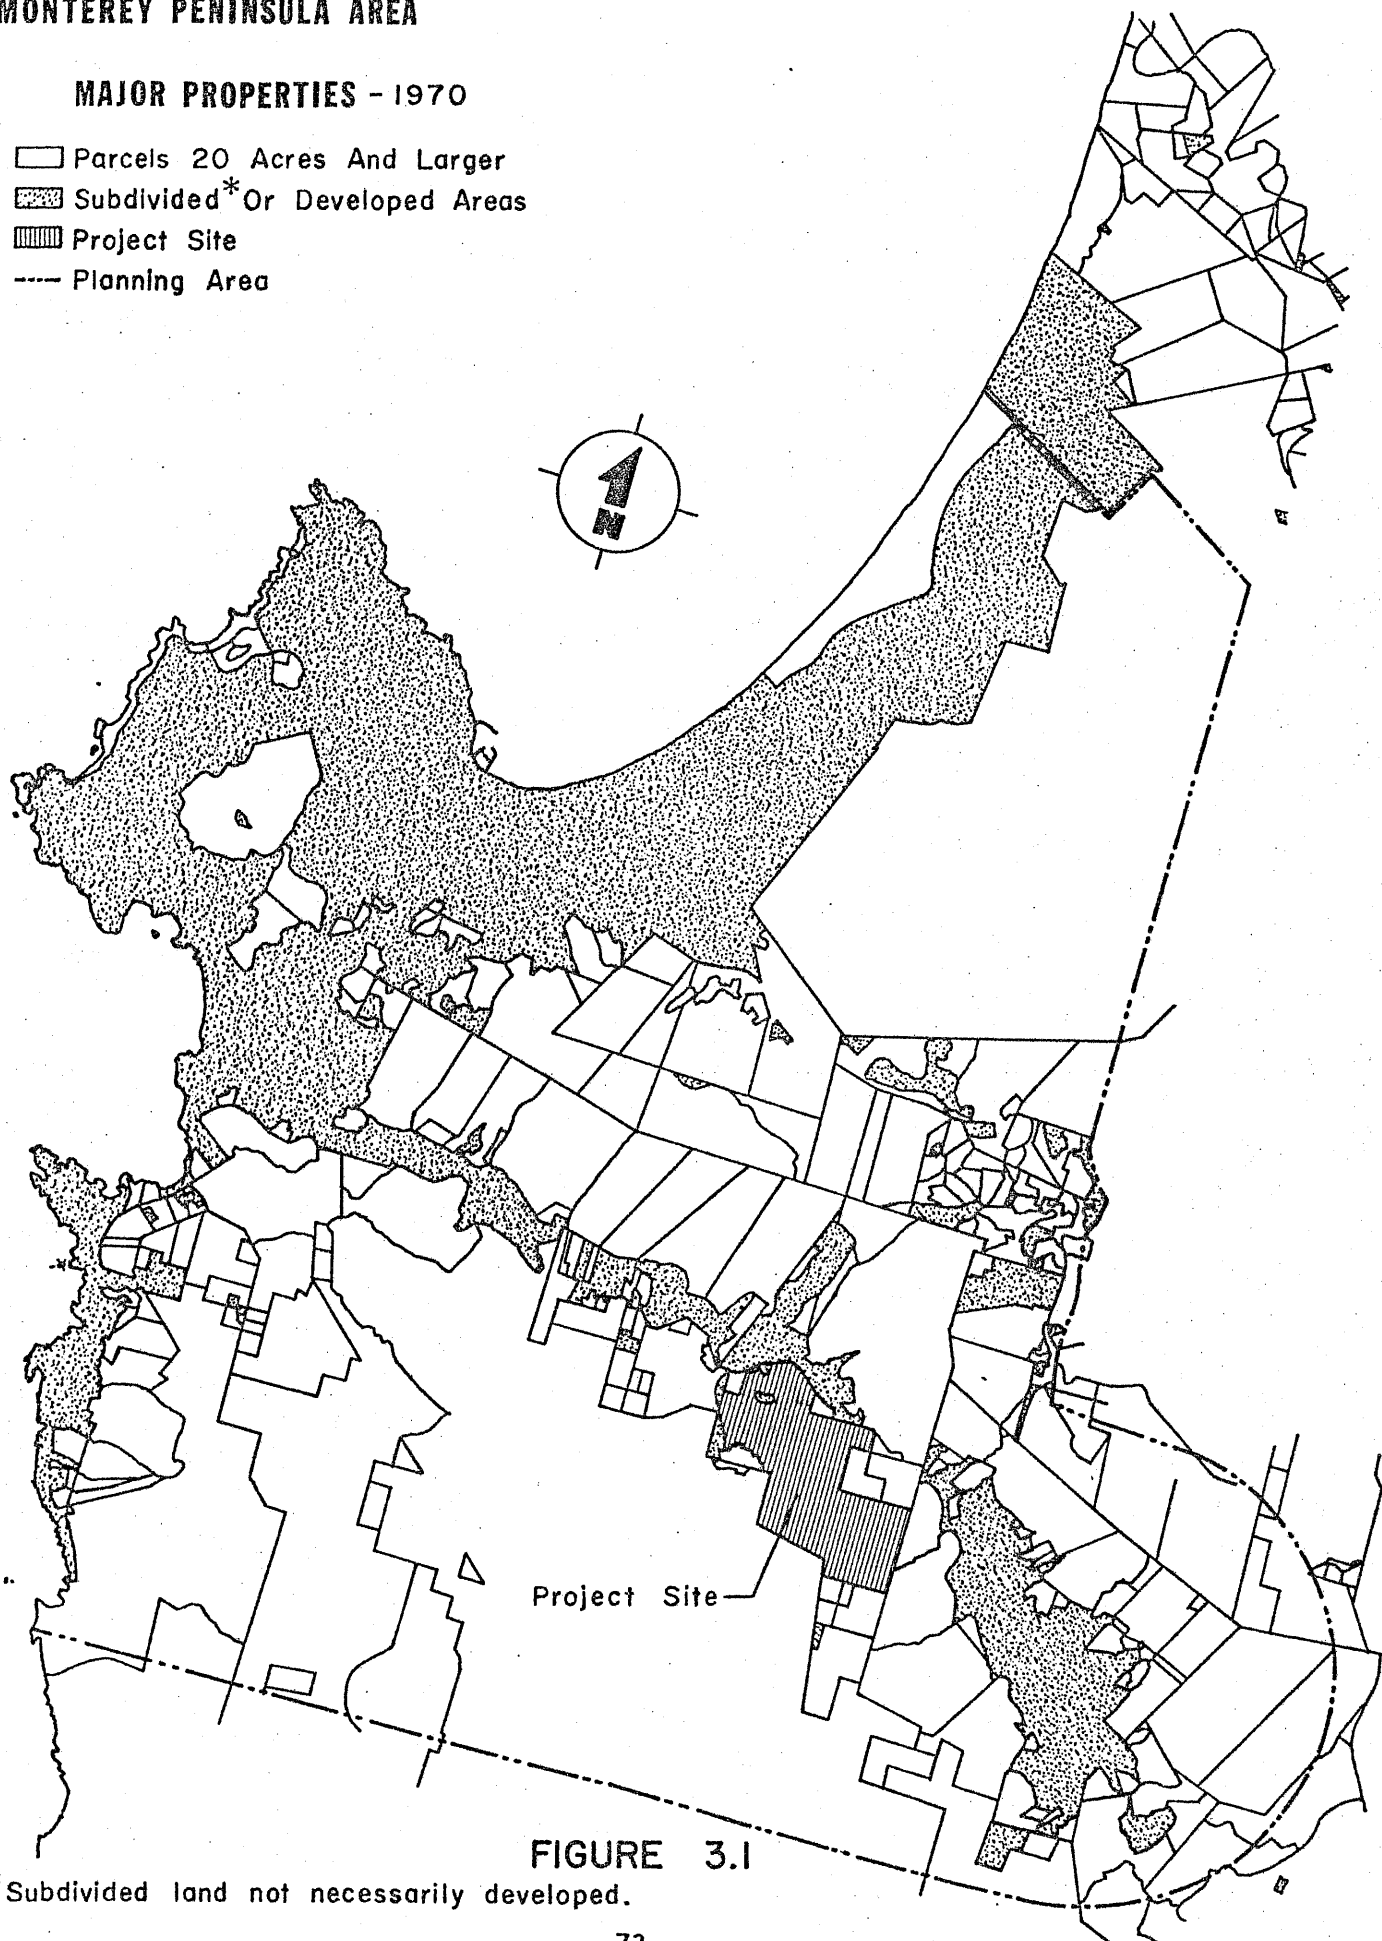 MONTEREY PENINSULA AREA
MAJOR PROPERTIES - 1970
Parcels 20 Acres And Larger
Subdivided* Or Developed Areas
Project Site
Planning Area
N
Project Site
FIGURE 3.1
Subdivided land not necessarily developed.